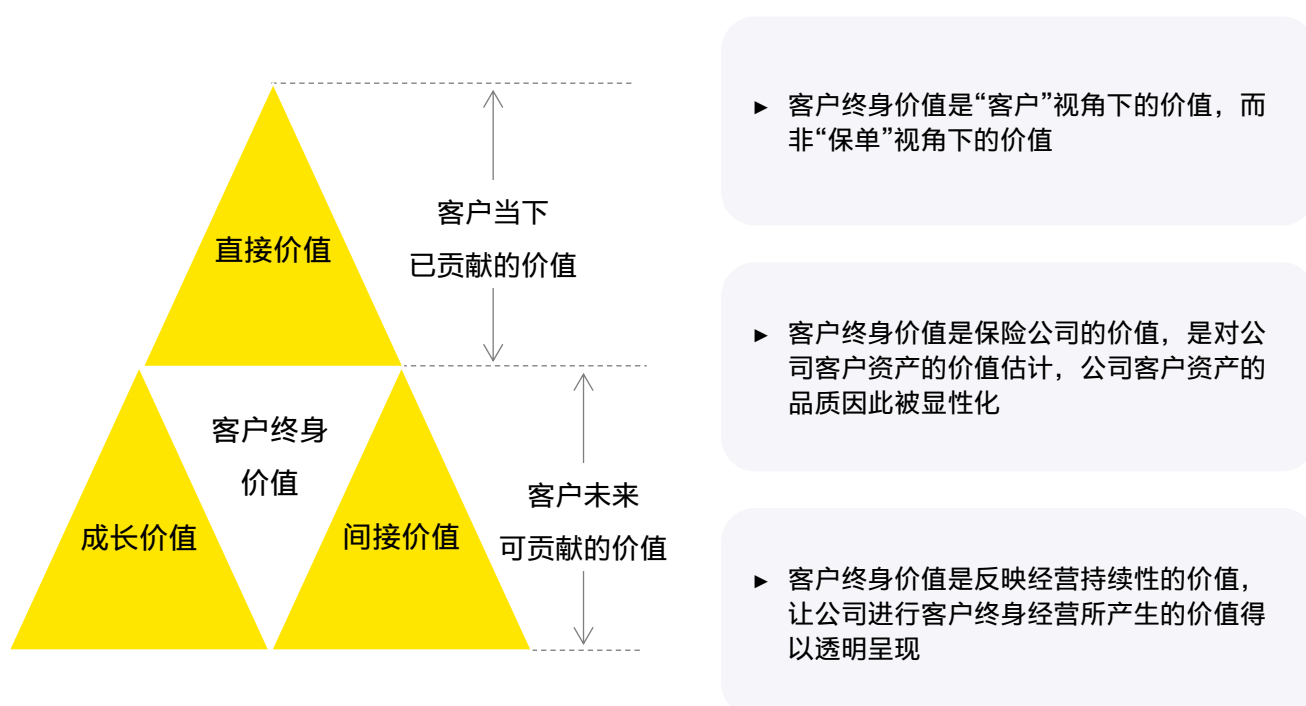 直接价值
客户当下
已贡献的价值
客户终身
价值
成长价值
间接价值
客户未来
可贡献的价值
► 客户终身价值是“客户”视角下的价值，而
非“保单”视角下的价值
► 客户终身价值是保险公司的价值，是对公
司客户资产的价值估计，公司客户资产的
品质因此被显性化
► 客户终身价值是反映经营持续性的价值，
让公司进行客户终身经营所产生的价值得
以透明呈现